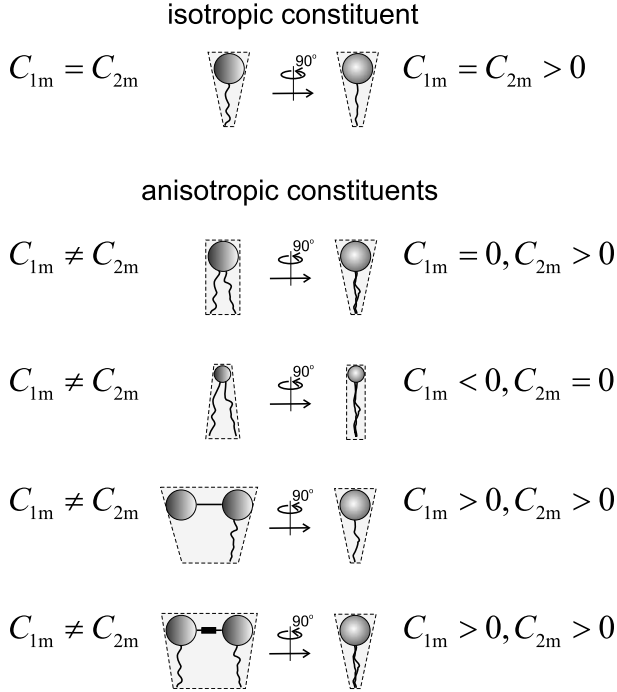 isotropic constituent
C₁ₘ = C₂ₘ 90° C₁ₘ = C₂ₘ > 0
anisotropic constituents
C₁ₘ ≠ C₂ₘ 90° C₁ₘ = 0, C₂ₘ > 0
C₁ₘ ≠ C₂ₘ 90° C₁ₘ < 0, C₂ₘ = 0
C₁ₘ ≠ C₂ₘ 90° C₁ₘ > 0, C₂ₘ > 0
C₁ₘ ≠ C₂ₘ 90° C₁ₘ > 0, C₂ₘ > 0